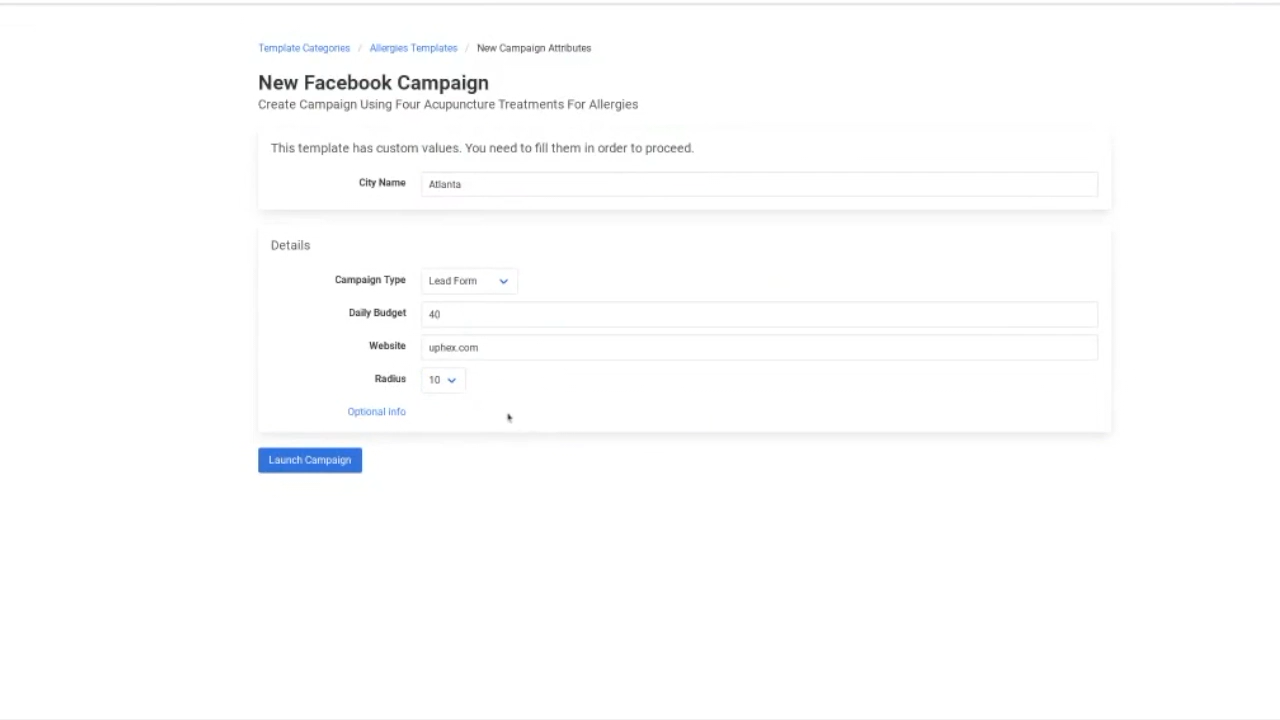 Template Categories / Allergies Templates / New Campaign Attributes
New Facebook Campaign
Create Campaign Using Four Acupuncture Treatments For Allergies
This template has custom values. You need to fill them in order to proceed.
City Name Atlanta
Details
Campaign Type Lead Form
Daily Budget 40
Website uphex.com
Radius 10
Optional info
Launch Campaign